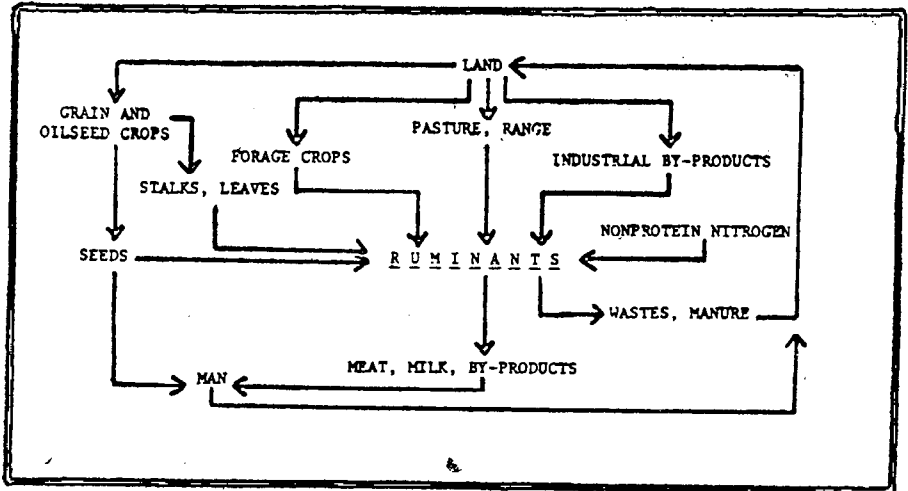 LAND
GRAIN AND
OILSEED CROPS
PASTURE, RANGE
FORAGE CROPS
INDUSTRIAL BY-PRODUCTS
STALKS, LEAVES
NONPROTEIN NITROGEN
SEEDS
R U M I N A N T S
WASTES, MANURE
MEAT, MILK, BY-PRODUCTS
MAN